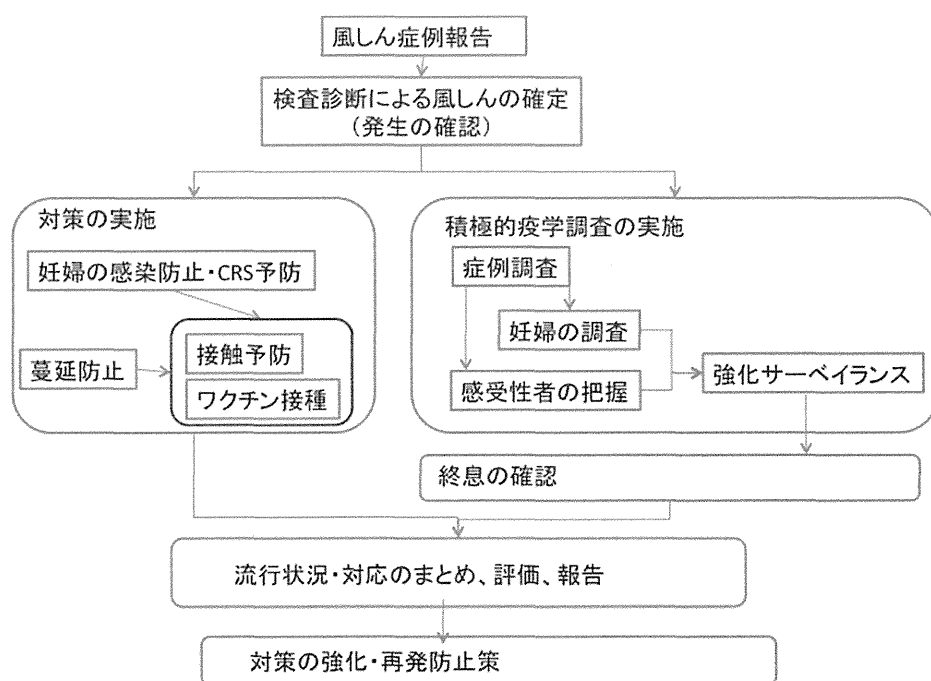 風しん症例報告
検査診断による風しんの確定
（発生の確認）
対策の実施
妊婦の感染防止・CRS予防
蔓延防止
接触予防
ワクチン接種
積極的疫学調査の実施
症例調査
妊婦の調査
感受性者の把握
強化サーベイランス
終息の確認
流行状況・対応のまとめ、評価、報告
対策の強化・再発防止策